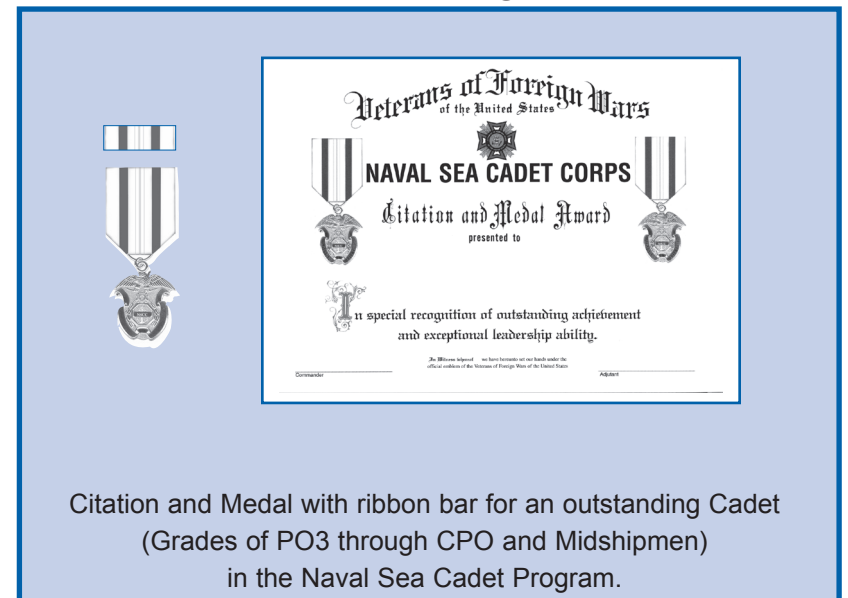 Veterans of Foreign Wars
of the United States
NAVAL SEA CADET CORPS
Citation and Medal Award
presented to
In special recognition of outstanding achievement
and exceptional leadership ability.
In Witness whereof we have hereunto set our hands under the
official emblem of the Veterans of Foreign Wars of the United States
Commander
Adjutant
Citation and Medal with ribbon bar for an outstanding Cadet
(Grades of PO3 through CPO and Midshipmen)
in the Naval Sea Cadet Program.